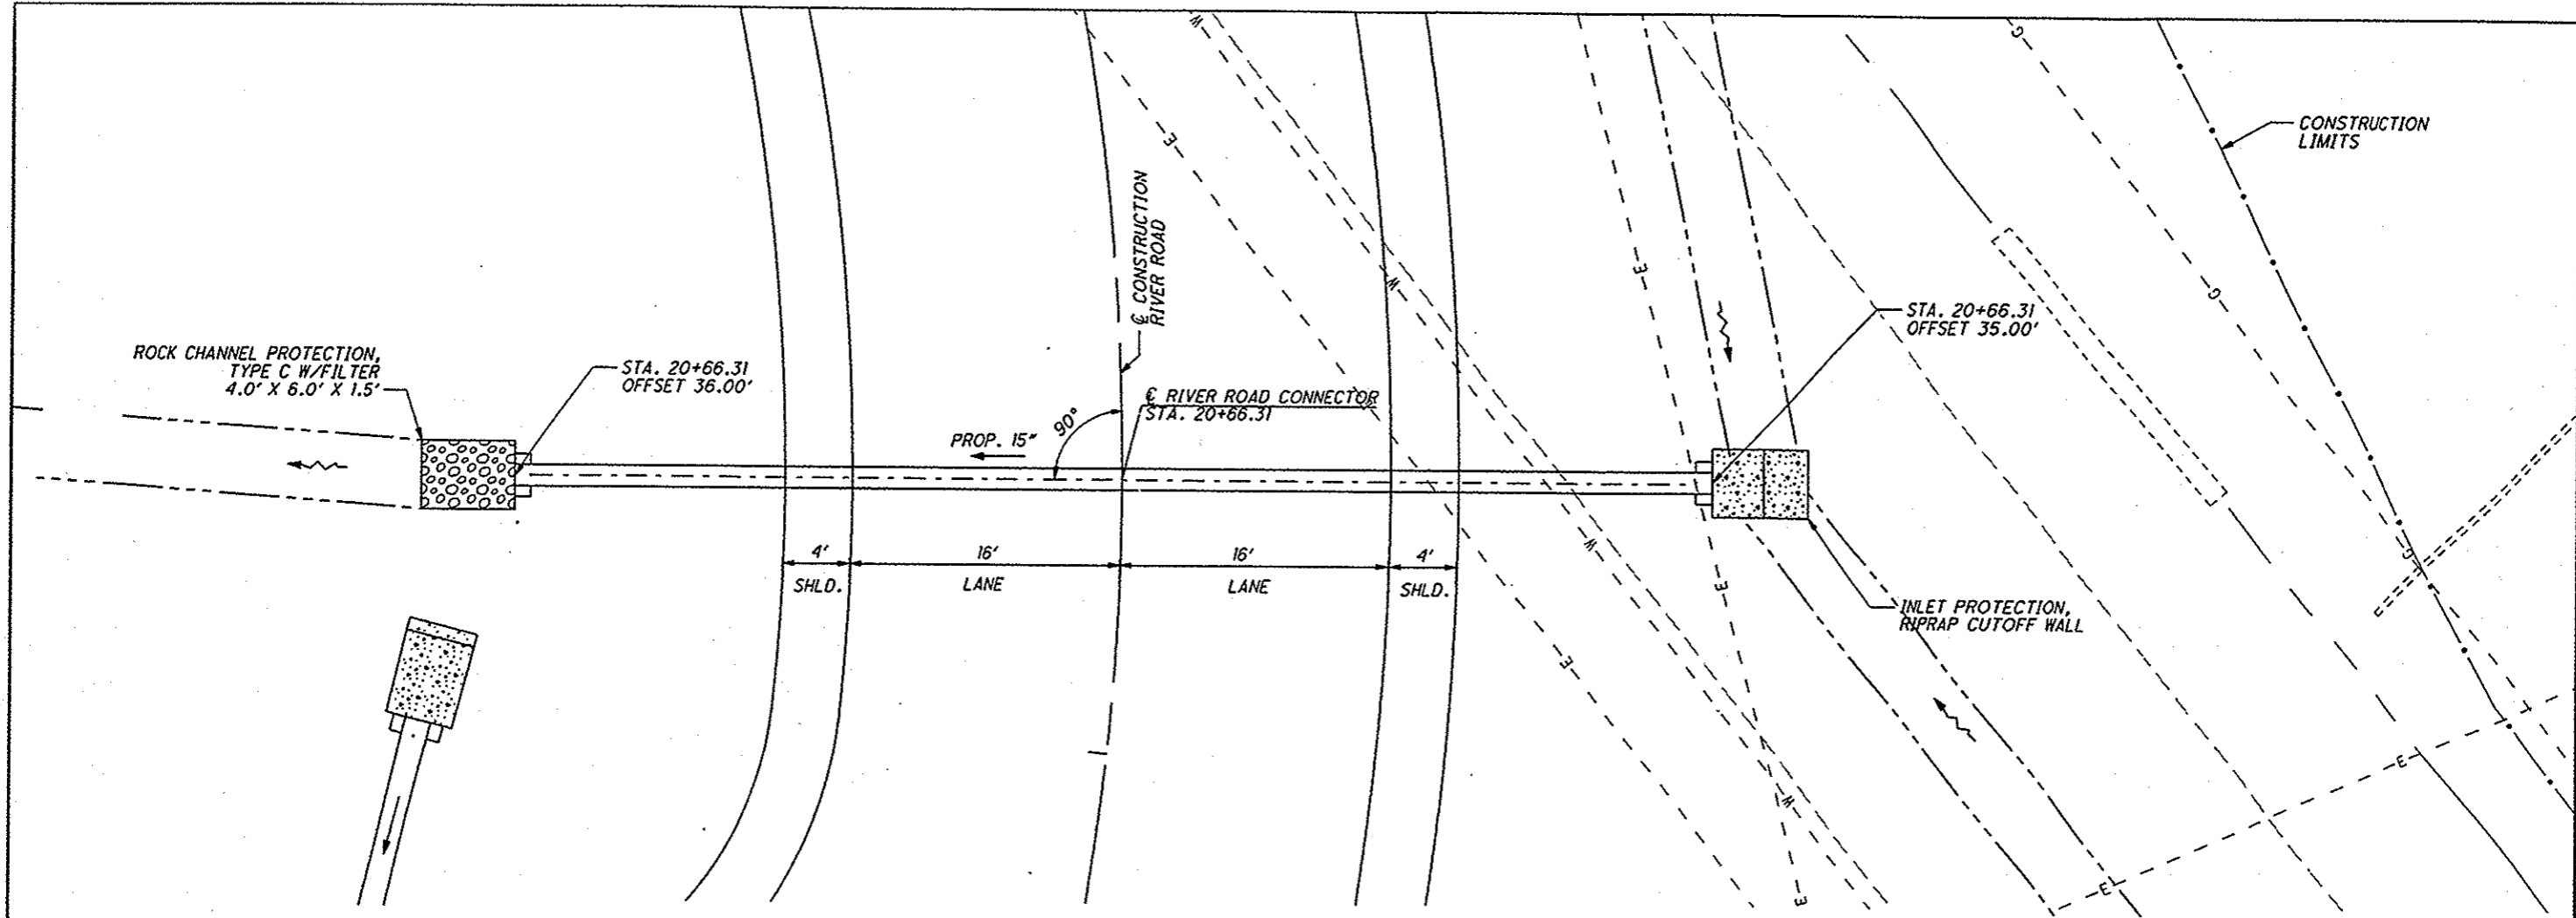 CONSTRUCTION
LIMITS
℄ CONSTRUCTION
RIVER ROAD
ROCK CHANNEL PROTECTION,
TYPE C W/FILTER
4.0' X 6.0' X 1.5'
STA. 20+66.31
OFFSET 36.00'
STA. 20+66.31
OFFSET 35.00'
℄ RIVER ROAD CONNECTOR
STA. 20+66.31
90°
PROP. 15"
4'
SHLD.
16'
LANE
16'
LANE
4'
SHLD.
INLET PROTECTION,
RIPRAP CUTOFF WALL
W
W
W
W
E
E
E
E
E
E
E
E
G
G
G